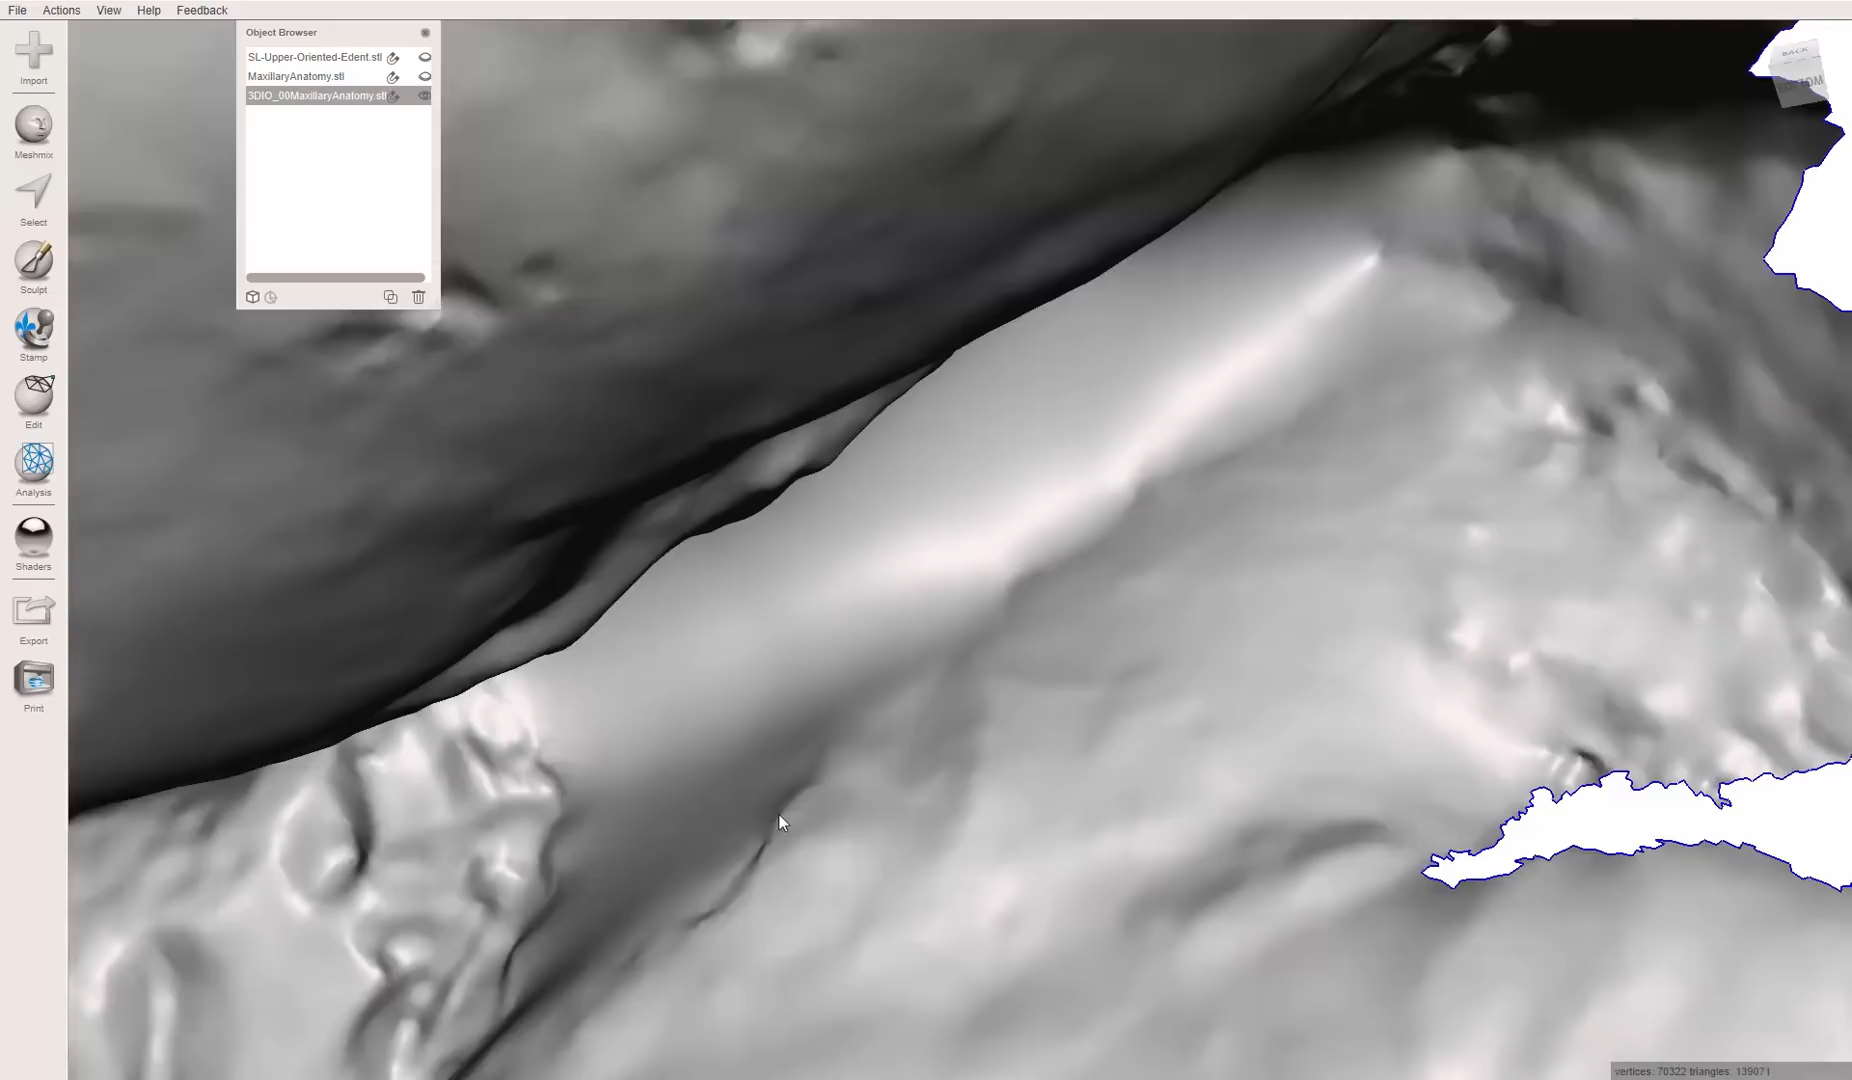 File Actions View Help Feedback
Object Browser
SL-Upper-Oriented-Edent.stl
MaxillaryAnatomy.stl
3DIO_00MaxillaryAnatomy.stl
Import
Meshmix
Select
Sculpt
Stamp
Edit
Analysis
Shaders
Export
Print
BACK
BOTTOM
vertices: 70322 triangles: 139071